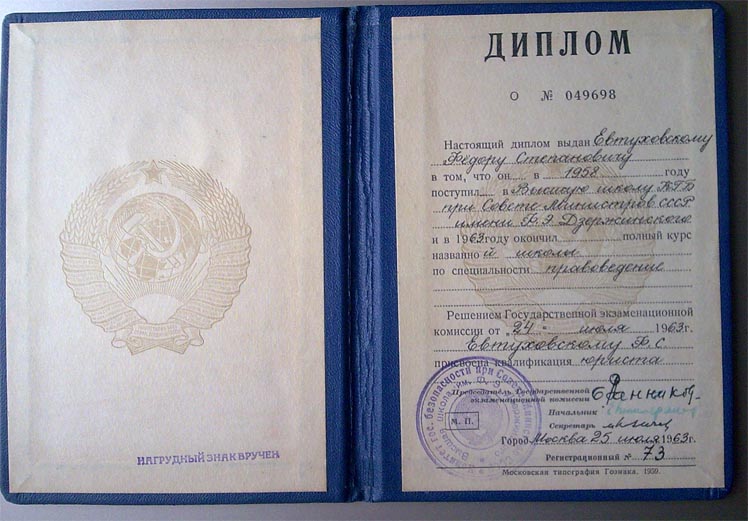 НАГРУДНЫЙ ЗНАК ВРУЧЕН
ДИПЛОМ
О № 049698
Настоящий диплом выдан Евтуховскому
Фёдору Степановичу
в том, что он в 1958 году
поступил в Высшую школу КГБ
при Совете Министров СССР
имени Ф.Э. Дзержинского
и в 1963 году окончил полный курс
названной школы
по специальности правоведение
Решением Государственной экзаменационной
комиссии от "24" июля 1963 г.
Евтуховскому Ф.С.
присвоена квалификация юриста
Председатель Государственной
экзаменационной комиссии
Начальник
Секретарь
М. П.
Город Москва 25 июля 1963 г.
Регистрационный № 73
Московская типография Гознака. 1959.